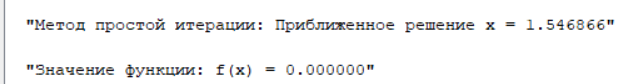 "Метод простой итерации: Приближенное решение x = 1.546866"
"Значение функции: f(x) = 0.000000"